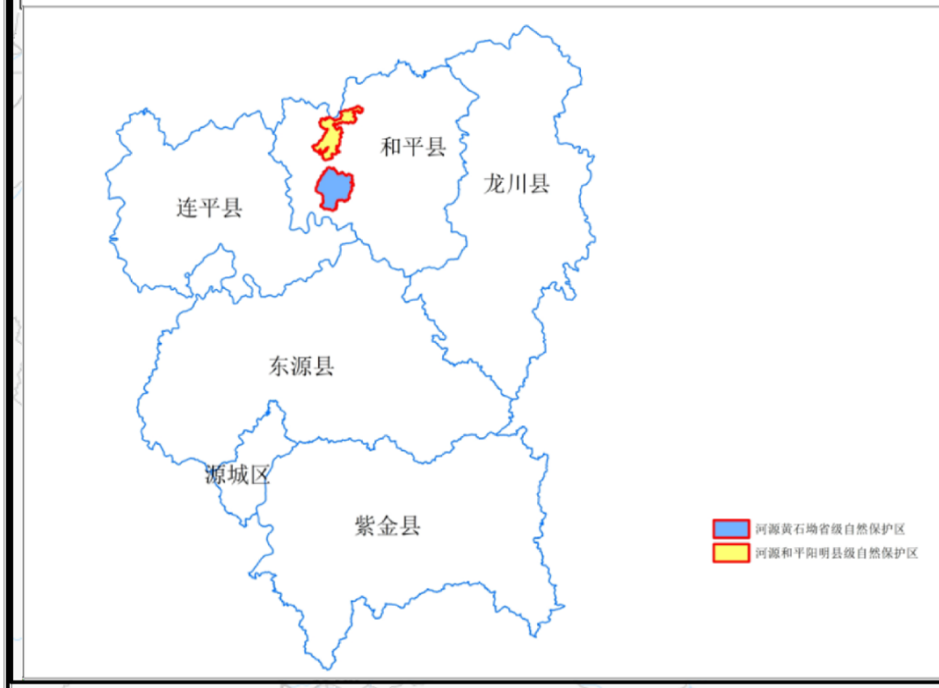 和平县
龙川县
连平县
东源县
源城区
紫金县
河源黄石坳省级自然保护区
河源和平阳明县级自然保护区